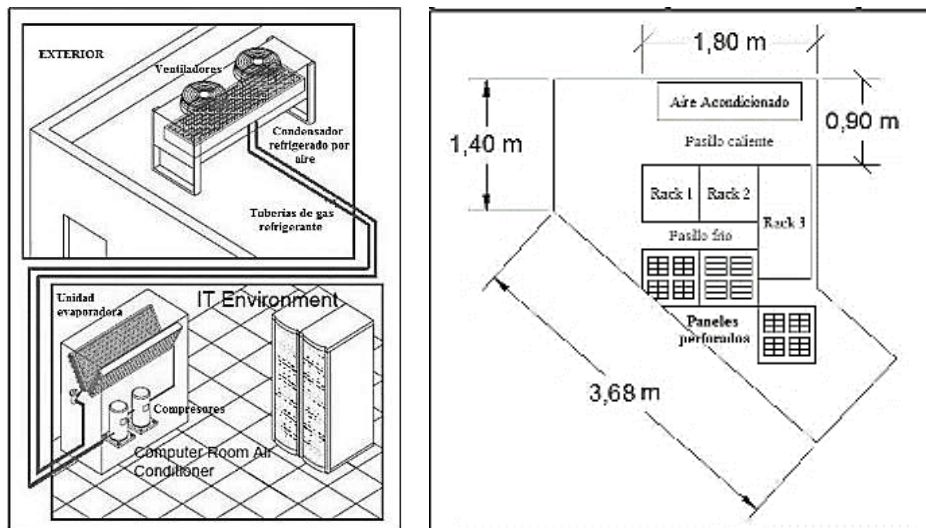 EXTERIOR
Ventiladores
Condensador
refrigerado por
aire
Tuberías de gas
refrigerante
Unidad
evaporadora
IT Environment
Compresores
Computer Room Air
Conditioner
1,80 m
Aire Acondicionado
0,90 m
1,40 m
Pasillo caliente
Rack 1
Rack 2
Rack 3
Pasillo frio
Paneles
perforados
3,68 m